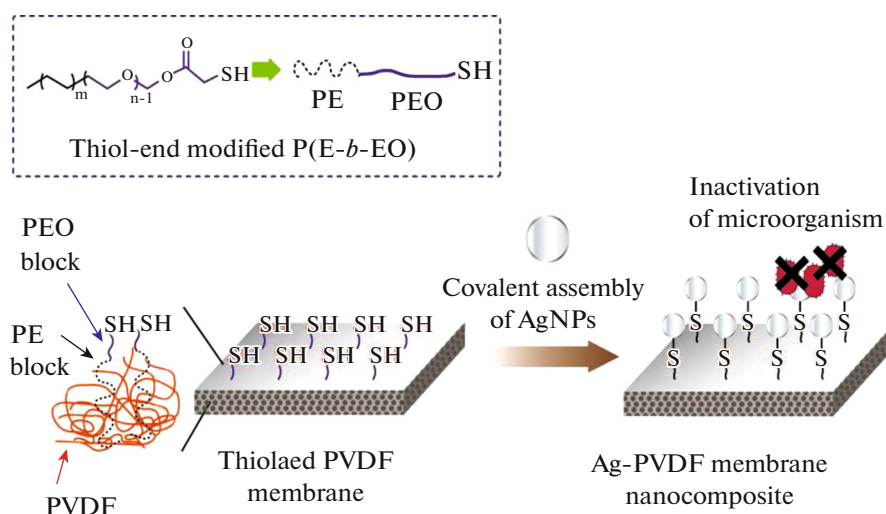 O
O
O
SH
m
n-1
SH
PE
PEO
Thiol-end modified P(E-b-EO)
PEO
block
SH SH
PE
block
PVDF
SH SH SH SH
SH SH SH SH
Thiolaed PVDF
membrane
Covalent assembly
of AgNPs
Inactivation
of microorganism
S S S S
S S S S
Ag-PVDF membrane
nanocomposite